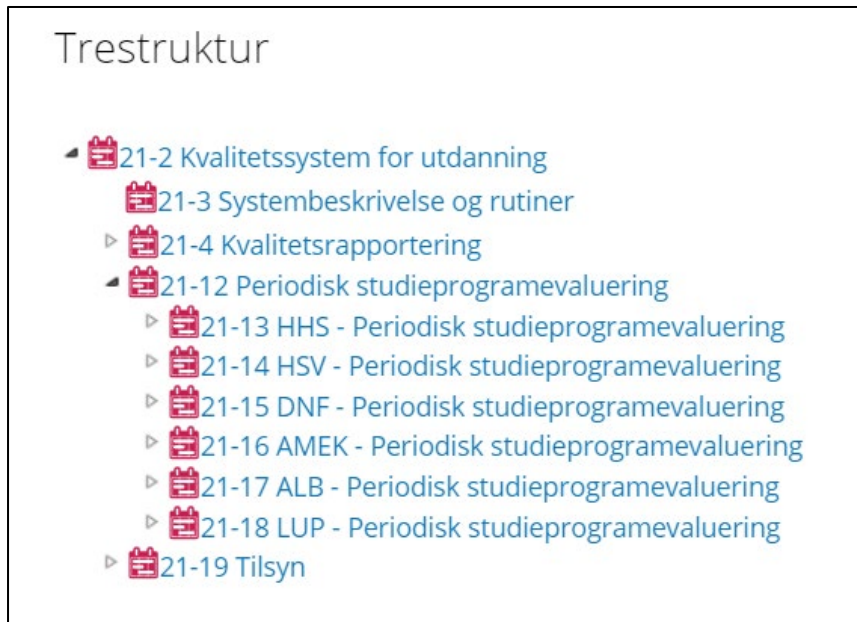 Trestruktur
21-2 Kvalitetssystem for utdanning
21-3 Systembeskrivelse og rutiner
21-4 Kvalitetsrapportering
21-12 Periodisk studieprogramevaluering
21-13 HHS - Periodisk studieprogramevaluering
21-14 HSV - Periodisk studieprogramevaluering
21-15 DNF - Periodisk studieprogramevaluering
21-16 AMEK - Periodisk studieprogramevaluering
21-17 ALB - Periodisk studieprogramevaluering
21-18 LUP - Periodisk studieprogramevaluering
21-19 Tilsyn